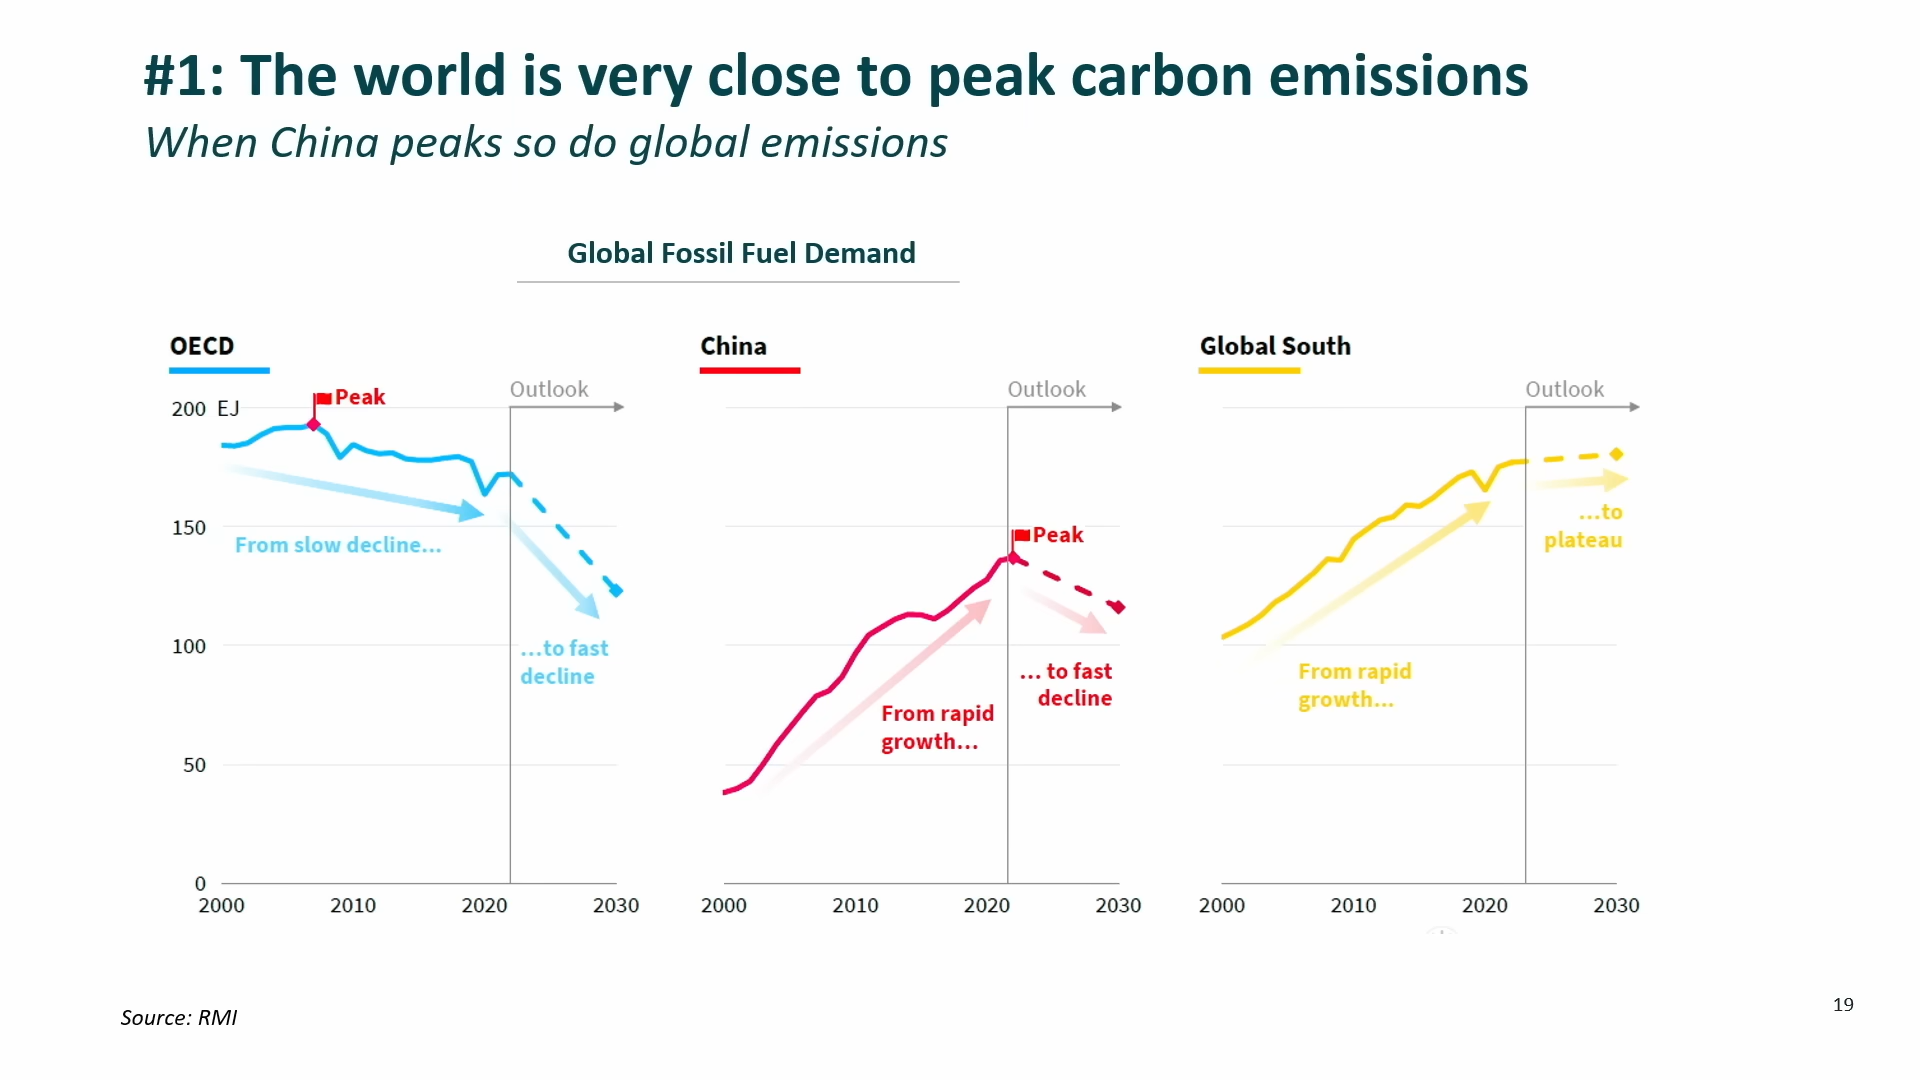 #1: The world is very close to peak carbon emissions
When China peaks so do global emissions
Global Fossil Fuel Demand
OECD
200 EJ
Peak
Outlook
150
From slow decline...
100
...to fast
decline
50
0
2000 2010 2020 2030
China
Outlook
Peak
... to fast
decline
From rapid
growth...
2000 2010 2020 2030
Global South
Outlook
...to
plateau
From rapid
growth...
2000 2010 2020 2030
Source: RMI
19